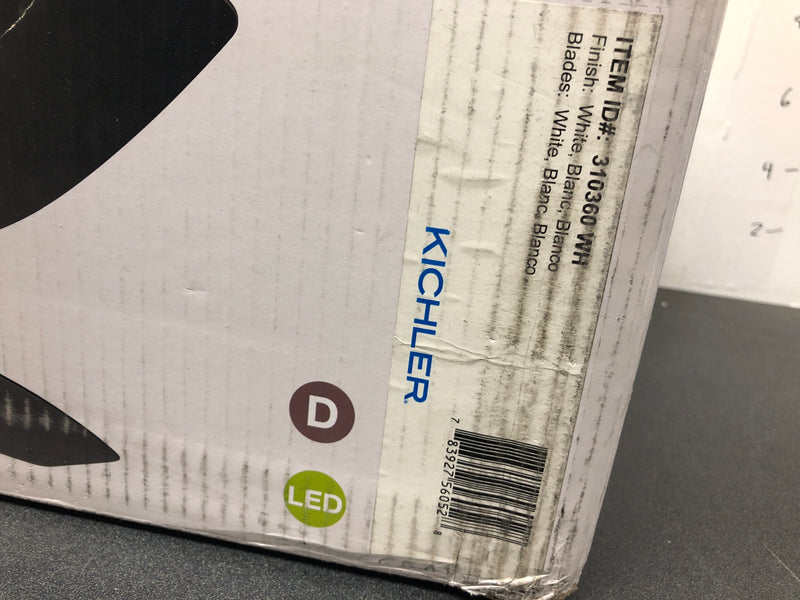 ITEM ID#: 310360 WH
Finish: White, Blanc, Blanco
Blades: White, Blanc, Blanco
KICHLER
7 83927 56052 8
D
LED
6
4 -
2 -